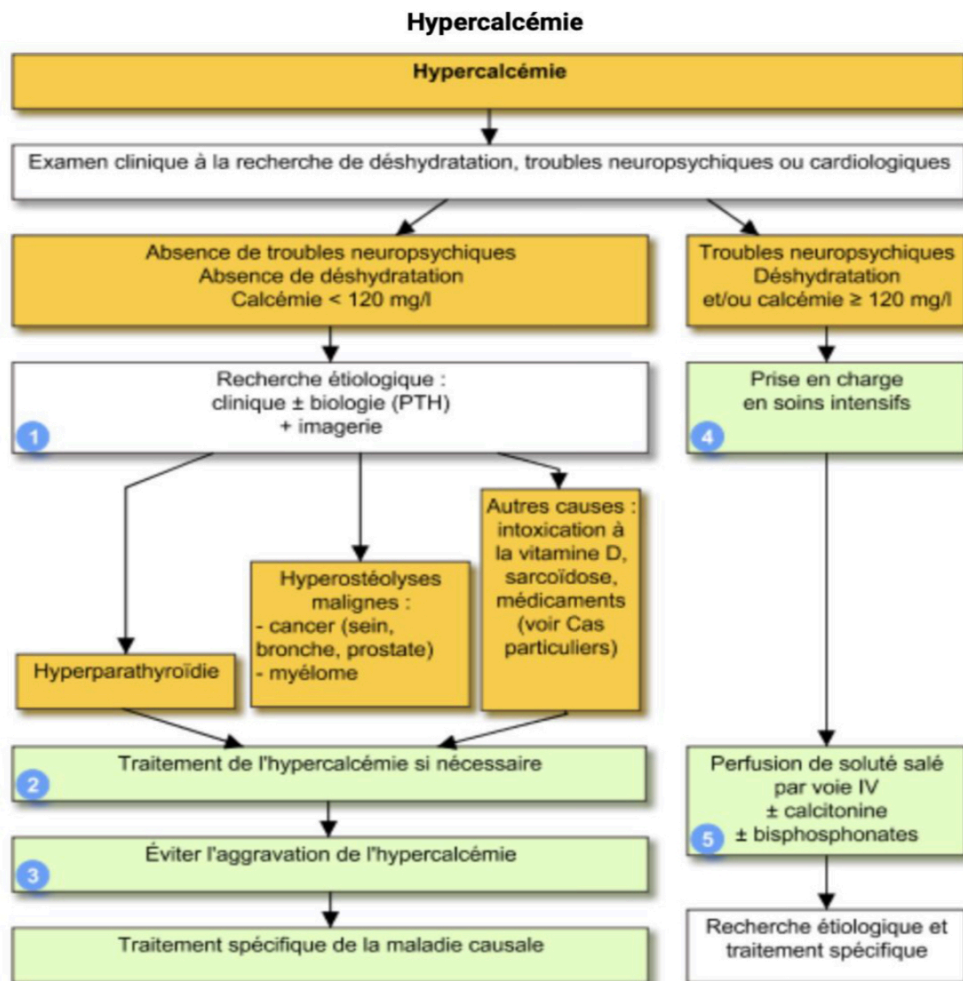 Hypercalcémie
Hypercalcémie
Examen clinique à la recherche de déshydratation, troubles neuropsychiques ou cardiologiques
Absence de troubles neuropsychiques
Absence de déshydratation
Calcémie < 120 mg/l
Troubles neuropsychiques
Déshydratation
et/ou calcémie ≥ 120 mg/l
Recherche étiologique :
clinique ± biologie (PTH)
+ imagerie
1
Prise en charge
en soins intensifs
4
Hyperparathyroïdie
Hyperostéolyses
malignes :
- cancer (sein,
bronche, prostate)
- myélome
Autres causes :
intoxication à
la vitamine D,
sarcoïdose,
médicaments
(voir Cas
particuliers)
Traitement de l'hypercalcémie si nécessaire
2
Éviter l'aggravation de l'hypercalcémie
3
Traitement spécifique de la maladie causale
Perfusion de soluté salé
par voie IV
± calcitonine
± bisphosphonates
5
Recherche étiologique et
traitement spécifique